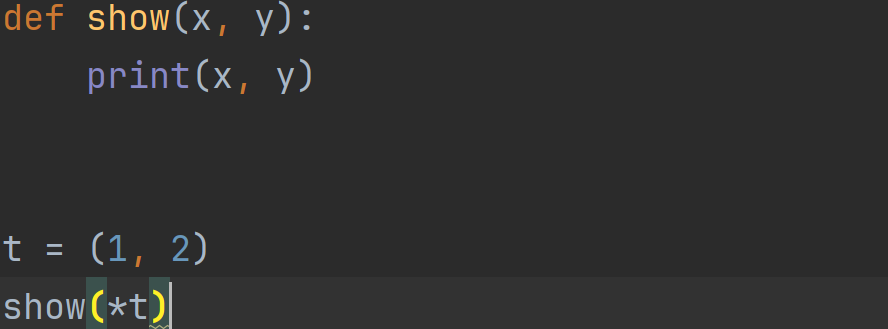 def show(x, y):
    print(x, y)
t = (1, 2)
show(*t)